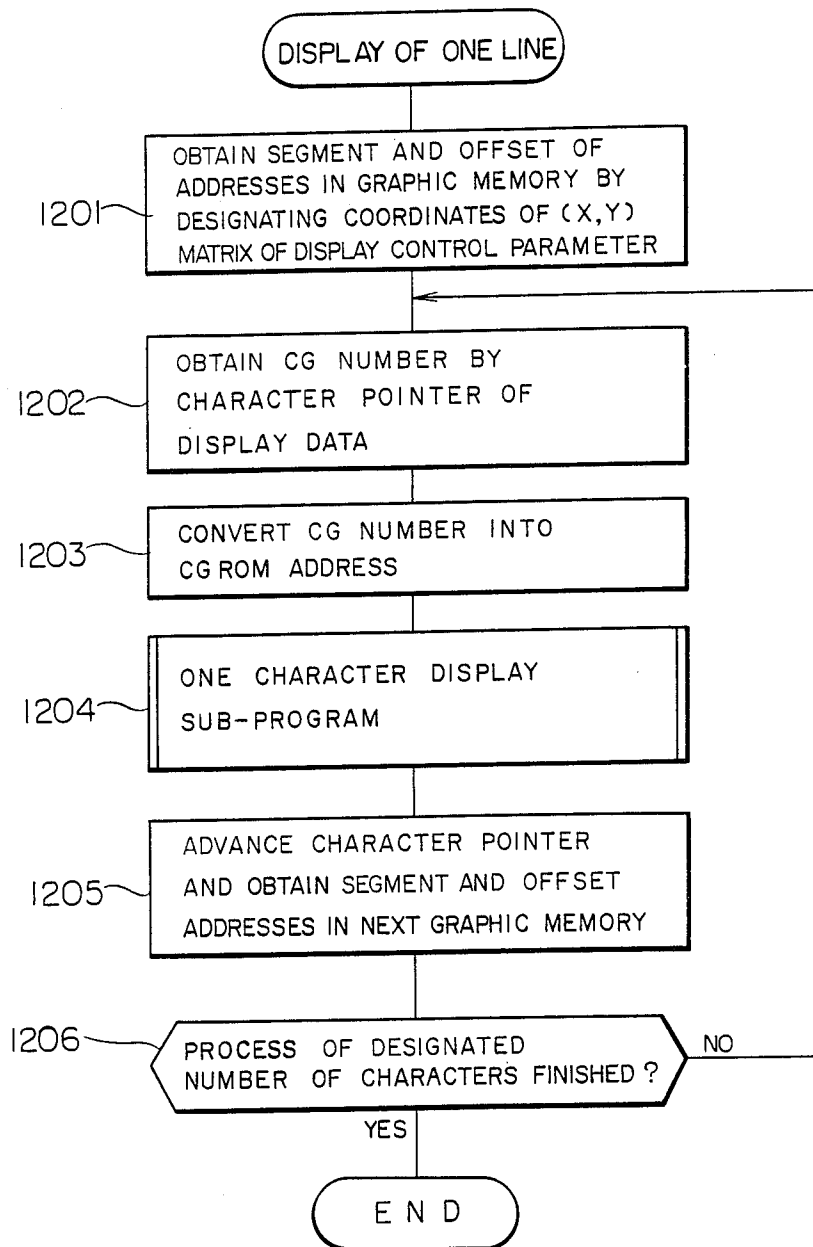 DISPLAY OF ONE LINE
1201
OBTAIN SEGMENT AND OFFSET OF
ADDRESSES IN GRAPHIC MEMORY BY
DESIGNATING COORDINATES OF (X,Y)
MATRIX OF DISPLAY CONTROL PARAMETER
1202
OBTAIN CG NUMBER BY
CHARACTER POINTER OF
DISPLAY DATA
1203
CONVERT CG NUMBER INTO
CG ROM ADDRESS
1204
ONE CHARACTER DISPLAY
SUB-PROGRAM
1205
ADVANCE CHARACTER POINTER
AND OBTAIN SEGMENT AND OFFSET
ADDRESSES IN NEXT GRAPHIC MEMORY
1206
PROCESS OF DESIGNATED
NUMBER OF CHARACTERS FINISHED?
NO
YES
END